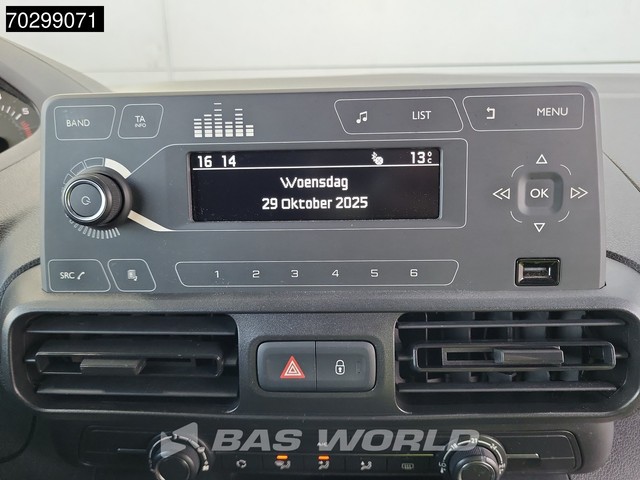 70299071
BAND
TA
INFO
LIST
MENU
16 14
13°C
Woensdag
29 Oktober 2025
OK
SRC
1 2 3 4 5 6
BAS WORLD